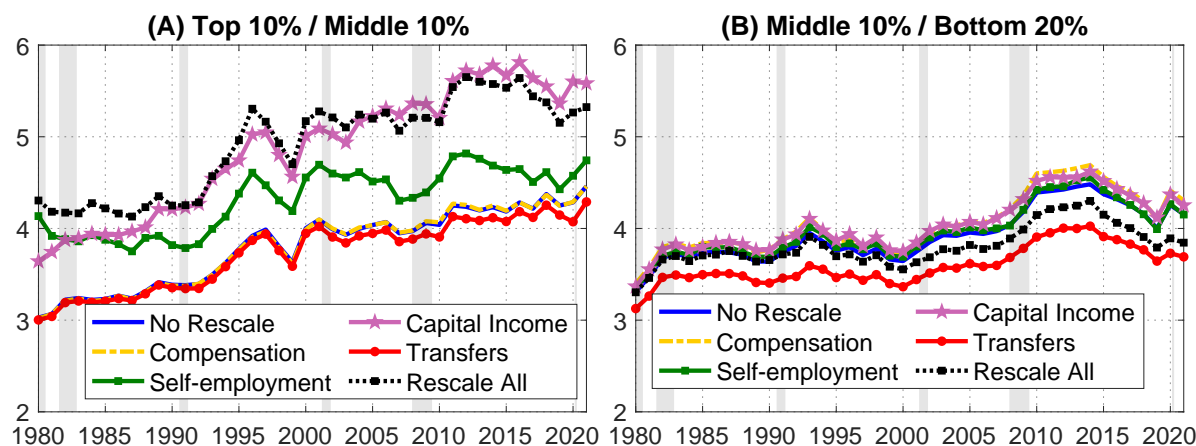 (A) Top 10% / Middle 10%
6
5
4
3
2
1980 1985 1990 1995 2000 2005 2010 2015 2020
No Rescale
Compensation
Self-employment
Capital Income
Transfers
Rescale All
(B) Middle 10% / Bottom 20%
6
5
4
3
2
1980 1985 1990 1995 2000 2005 2010 2015 2020
No Rescale
Compensation
Self-employment
Capital Income
Transfers
Rescale All